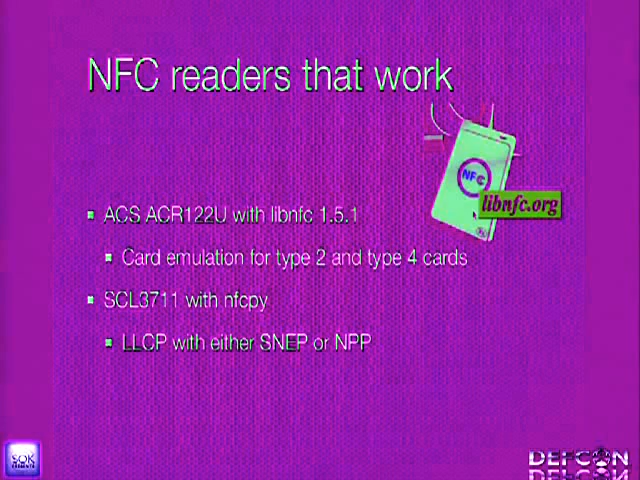 NFC readers that work
NFC
libnfc.org
ACS ACR122U with libnfc 1.5.1
Card emulation for type 2 and type 4 cards
SCL3711 with nfcpy
LLCP with either SNEP or NPP
SOK
DEFCON